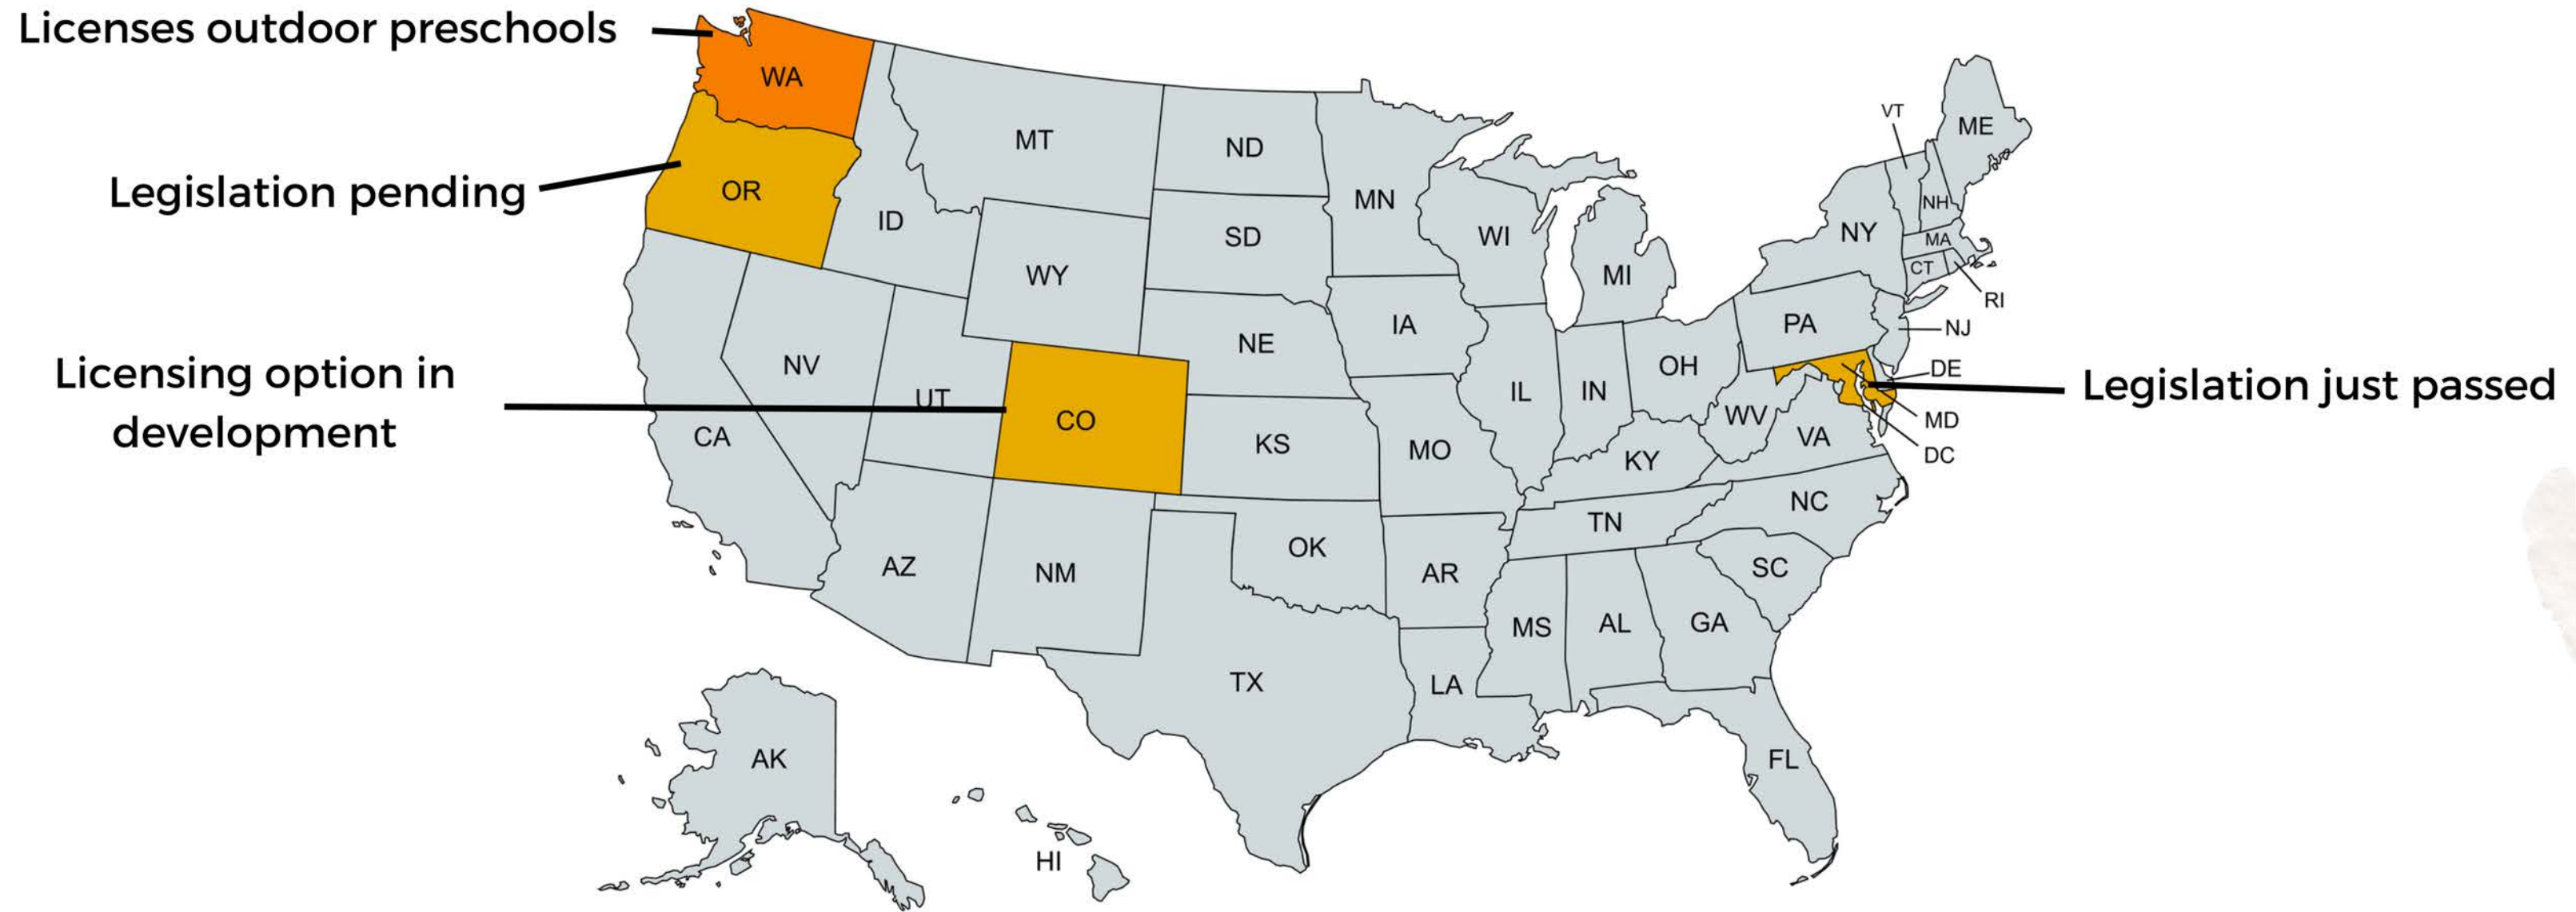 Licenses outdoor preschools
WA
VT
ME
MT
ND
Legislation pending
OR
MN
NH
ID
SD
WI
NY
MA
WY
MI
CT
RI
IA
PA
NJ
NE
Licensing option in
development
NV
UT
CO
IL
IN
OH
DE
Legislation just passed
WV
MD
CA
KS
MO
KY
VA
DC
NC
TN
OK
AZ
NM
AR
SC
MS
AL
GA
TX
LA
AK
FL
HI